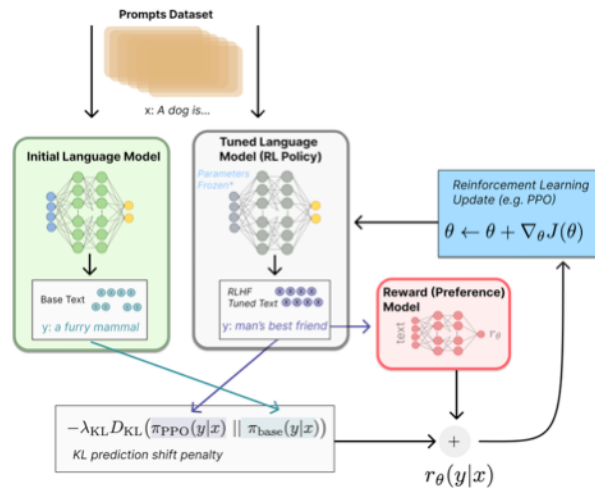 Prompts Dataset
x: A dog is...
Initial Language Model
Base Text
y: a furry mammal
Tuned Language
Model (RL Policy)
Parameters
Frozen*
RLHF
Tuned Text
y: man's best friend
Reinforcement Learning
Update (e.g. PPO)
θ ← θ + ∇θJ(θ)
Reward (Preference)
Model
text
rθ
−λKL DKL(πPPO(y|x) || πbase(y|x))
KL prediction shift penalty
+
rθ(y|x)